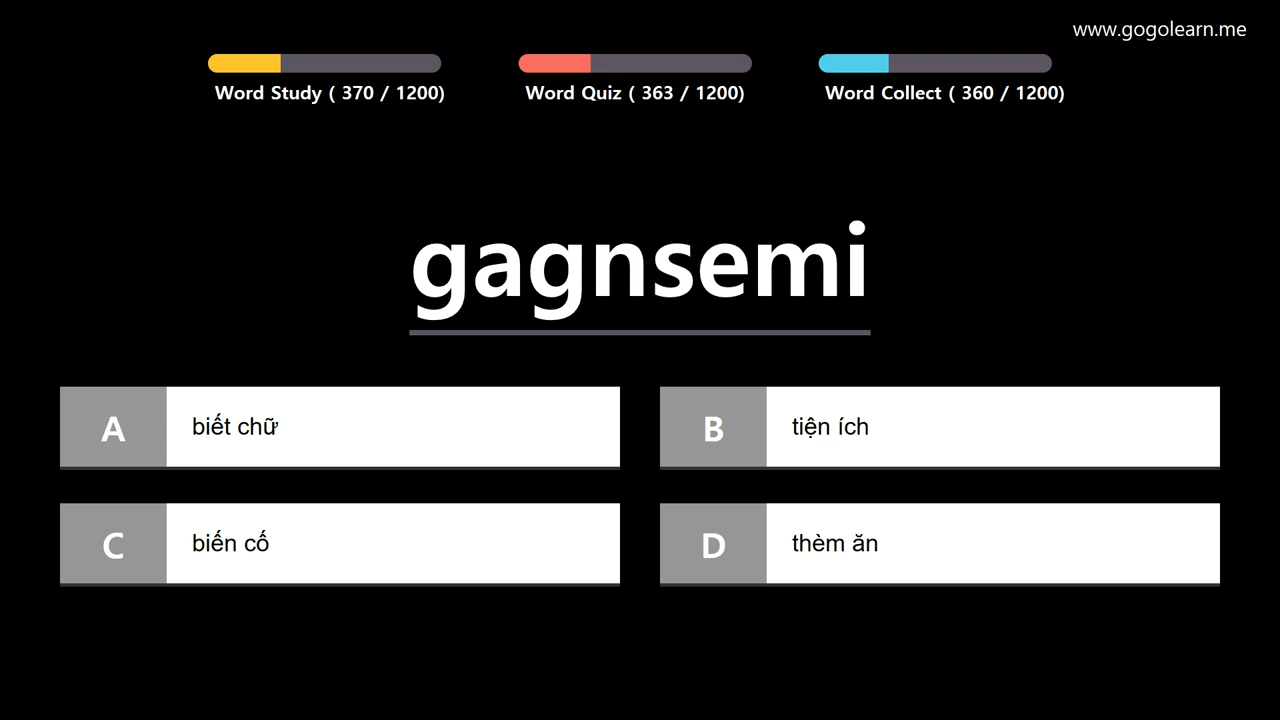 www.gogolearn.me
Word Study ( 370 / 1200)
Word Quiz ( 363 / 1200)
Word Collect ( 360 / 1200)
gagnsemi
A biết chữ
B tiện ích
C biến cố
D thèm ăn